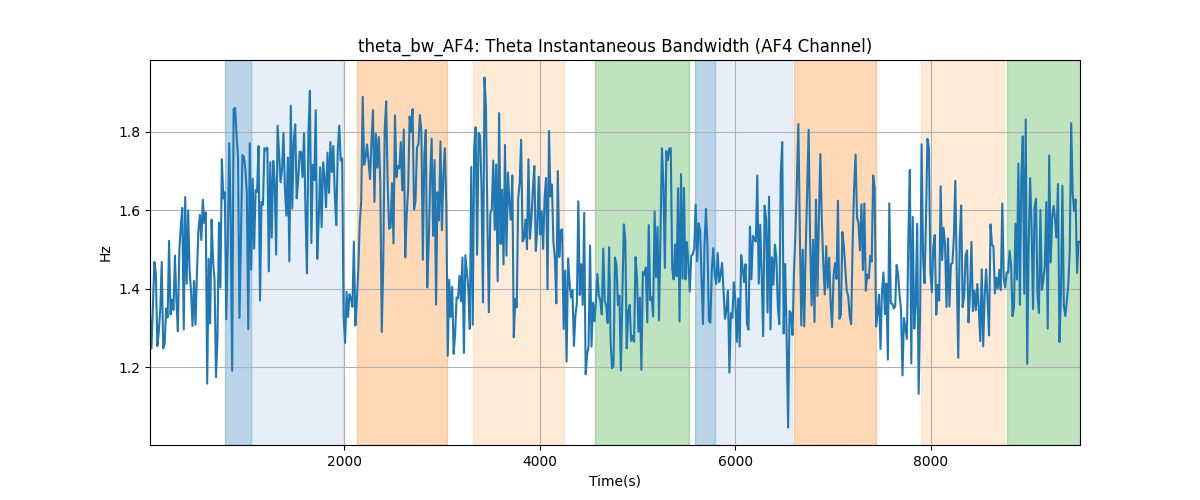 theta_bw_AF4: Theta Instantaneous Bandwidth (AF4 Channel)
Hz
1.8
1.6
1.4
1.2
2000
4000
6000
8000
Time(s)